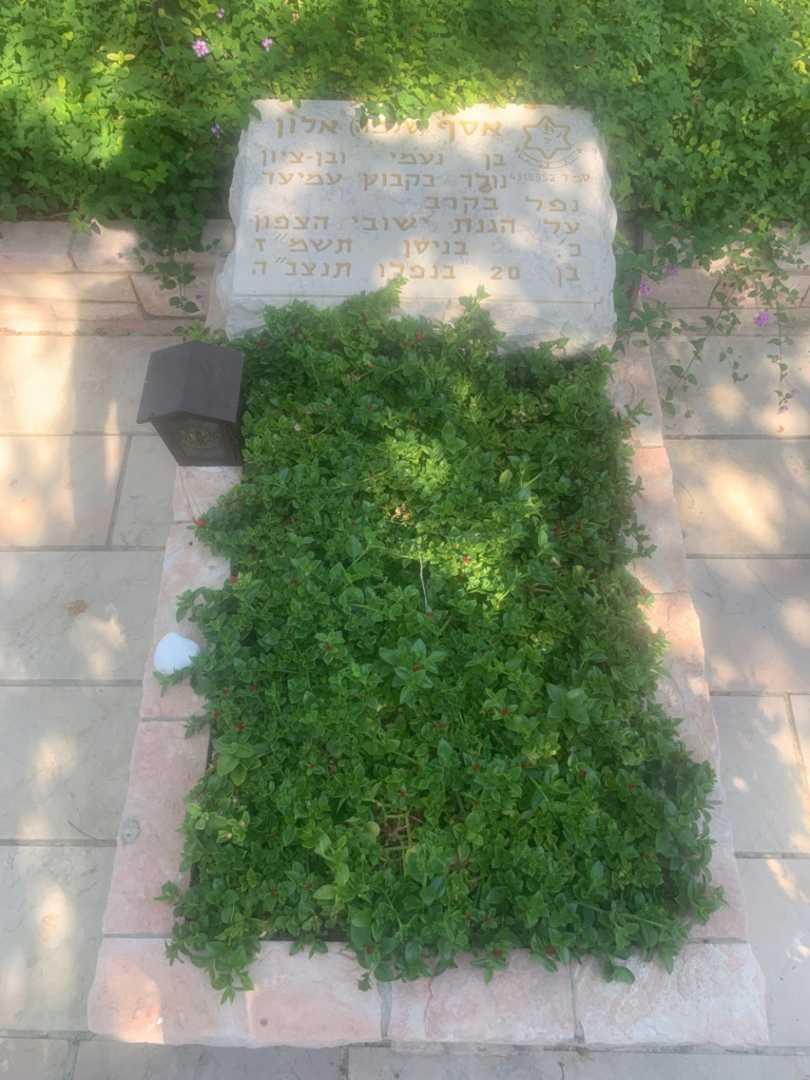 אסף אלון
בן נעמי ובן-ציון
נולד בקבוץ עמיעד
נפל בקרב
על הגנת ישובי הצפון
בניסן תשמ"ז
בן 20 בנפלו תנצב"ה